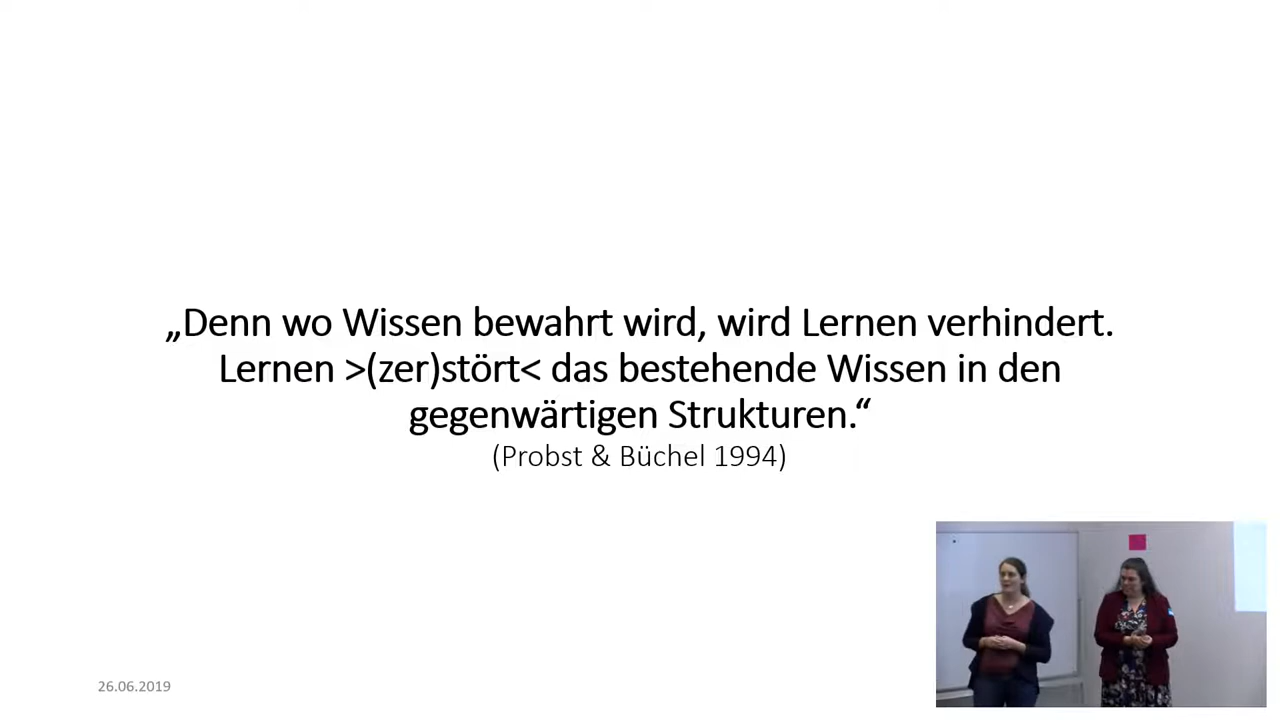 „Denn wo Wissen bewahrt wird, wird Lernen verhindert.
Lernen >(zer)stört< das bestehende Wissen in den
gegenwärtigen Strukturen.“
(Probst & Büchel 1994)
26.06.2019